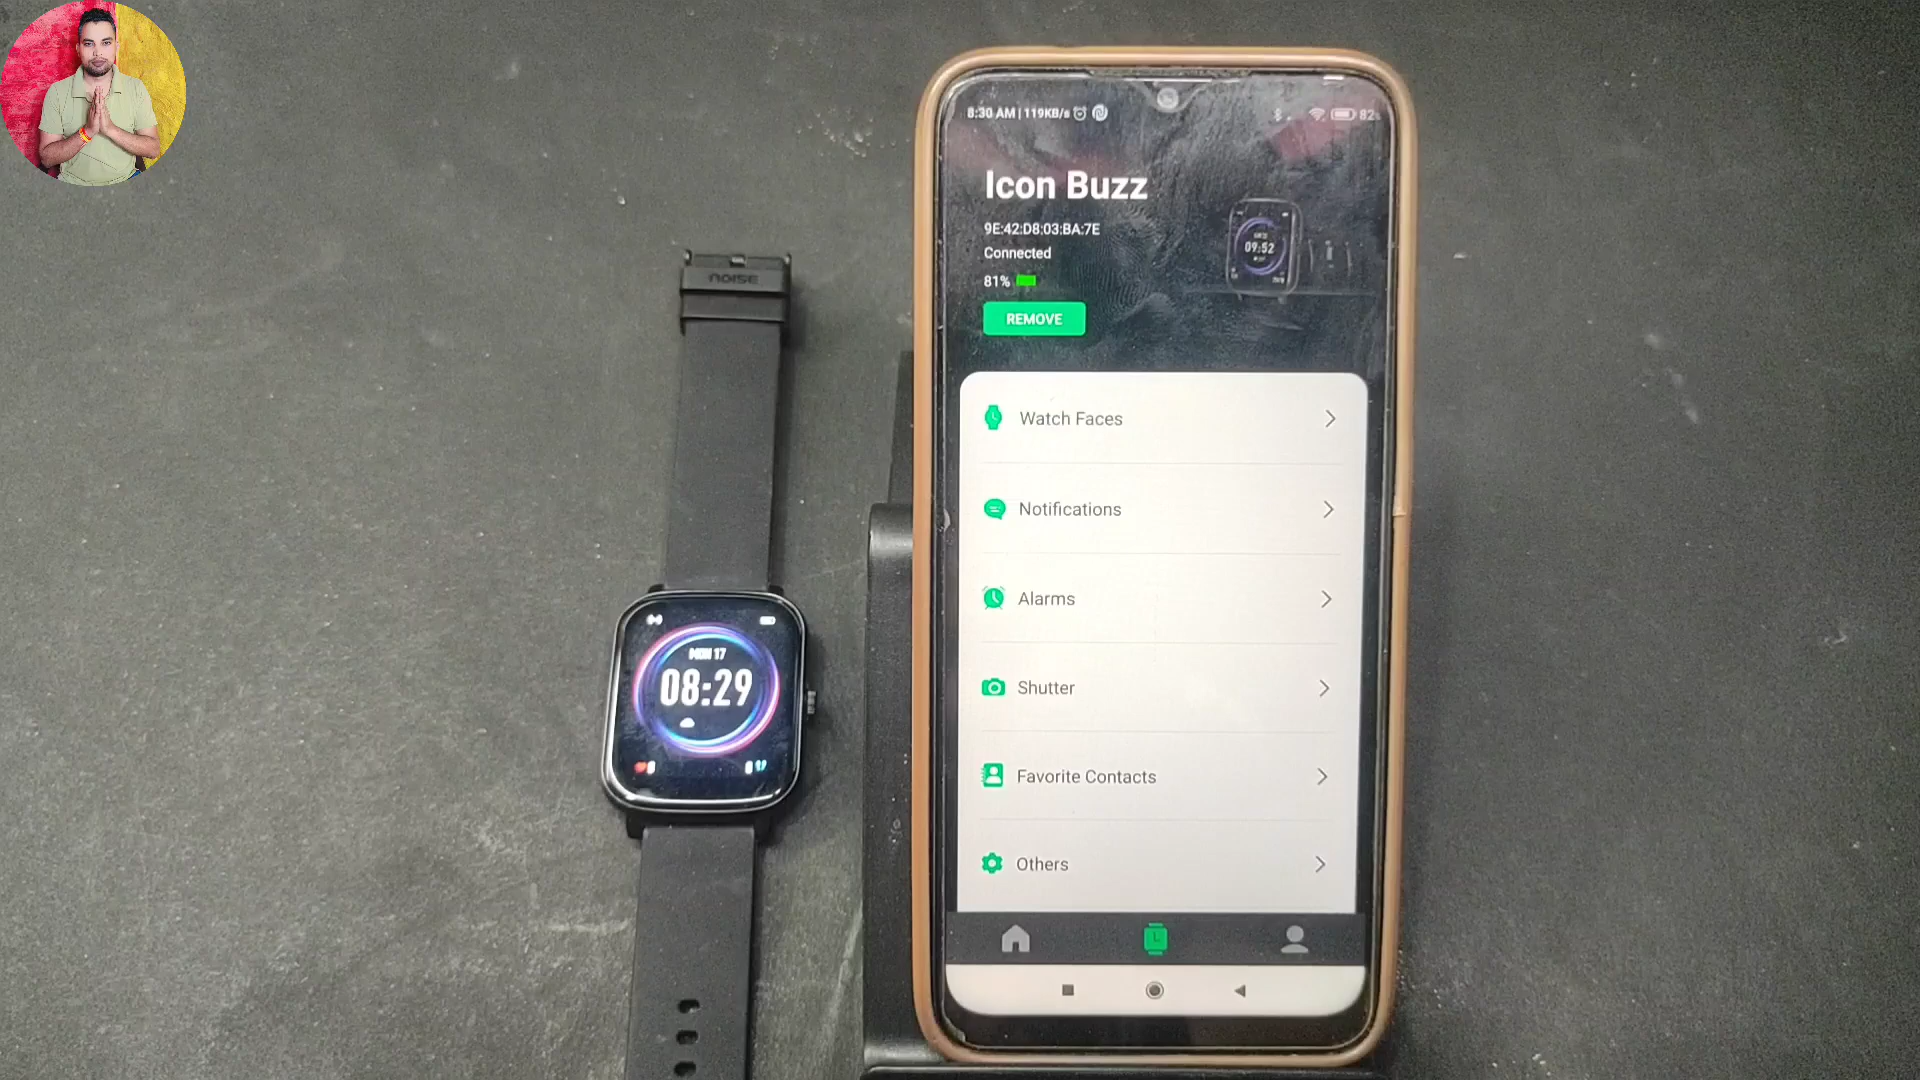 8:30 AM | 119KB/s
82
Icon Buzz
9E:42:D8:03:BA:7E
Connected
81%
REMOVE
09:52
Watch Faces
Notifications
Alarms
Shutter
Favorite Contacts
Others
NOISE
MON 17
08:29